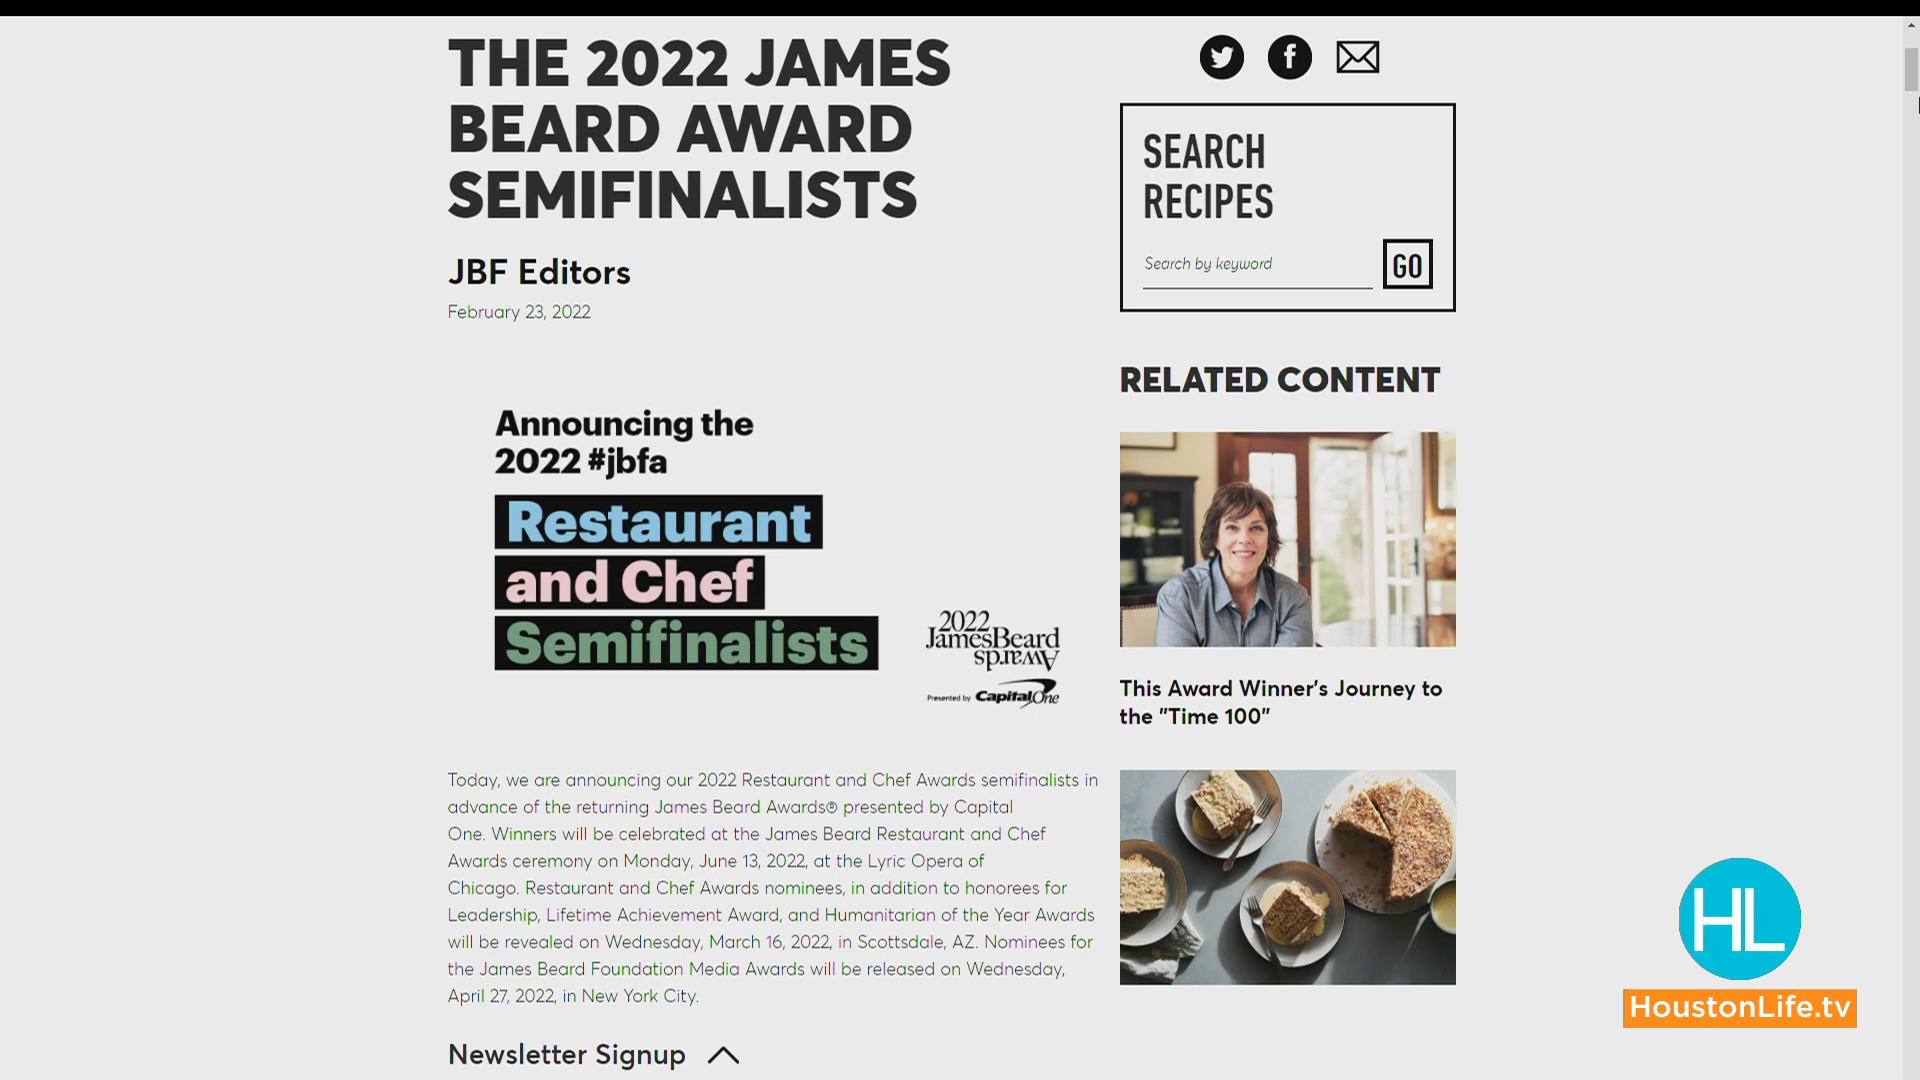 THE 2022 JAMES
BEARD AWARD
SEMIFINALISTS
JBF Editors
February 23, 2022
Announcing the
2022 #jbfa
Restaurant
and Chef
Semifinalists
2022
JamesBeard
Awards
Presented by CapitalOne
Today, we are announcing our 2022 Restaurant and Chef Awards semifinalists in
advance of the returning James Beard Awards® presented by Capital
One. Winners will be celebrated at the James Beard Restaurant and Chef
Awards ceremony on Monday, June 13, 2022, at the Lyric Opera of
Chicago. Restaurant and Chef Awards nominees, in addition to honorees for
Leadership, Lifetime Achievement Award, and Humanitarian of the Year Awards
will be revealed on Wednesday, March 16, 2022, in Scottsdale, AZ. Nominees for
the James Beard Foundation Media Awards will be released on Wednesday,
April 27, 2022, in New York City.
Newsletter Signup
SEARCH
RECIPES
Search by keyword
GO
RELATED CONTENT
This Award Winner's Journey to
the "Time 100"
HL
HoustonLife.tv